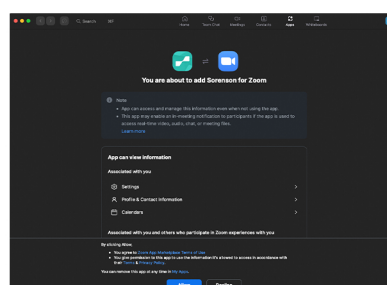 Search
Home
Team Chat
Meetings
Contacts
Apps
Whiteboards
You are about to add Sorenson for Zoom
Note
• App can access and manage this information even when not using the app.
• This app may enable an in-meeting notification to participants if the app is used to
access real-time video, audio, chat, or meeting files.
Learn more
App can view information
Associated with you
Settings
Profile & Contact Information
Calendars
Associated with you and others who participate in Zoom experiences with you
By clicking Allow,
• You agree to Zoom App Marketplace Terms of Use
• You give permission to this app to use the information it's allowed to access in accordance with
their Terms & Privacy Policy.
You can remove this app at any time in My Apps.
Allow
Decline